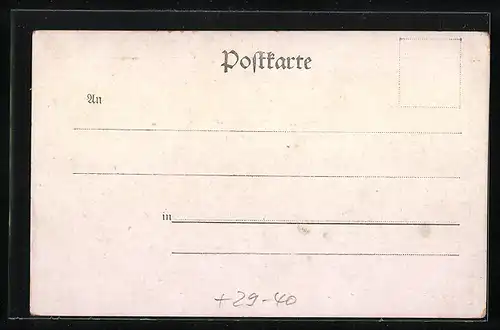 Poſtkarte
An
in
+29-40